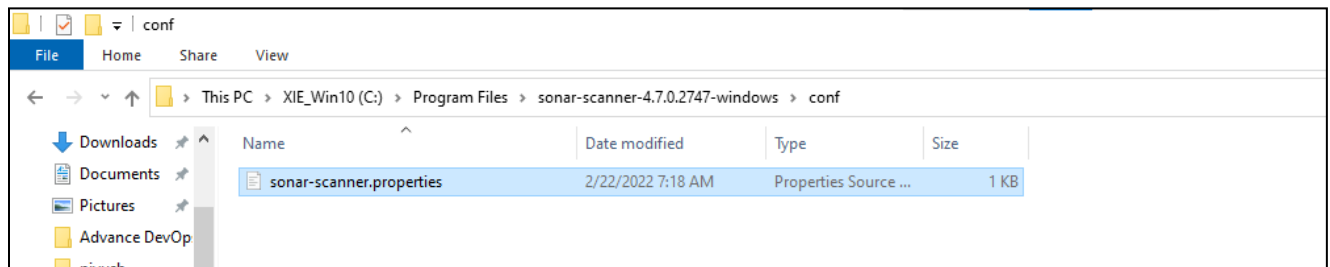 conf
File Home Share View
This PC > XIE_Win10 (C:) > Program Files > sonar-scanner-4.7.0.2747-windows > conf
Downloads
Name Date modified Type Size
Documents
sonar-scanner.properties 2/22/2022 7:18 AM Properties Source ... 1 KB
Pictures
Advance DevOp